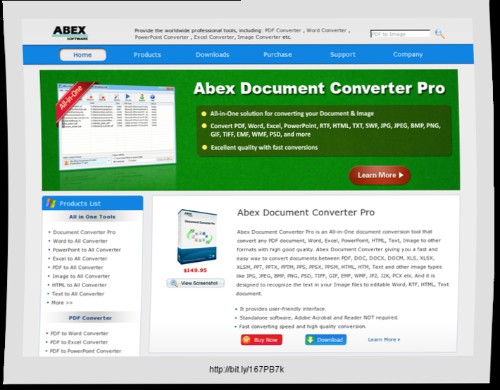 ABEX
SOFTWARE
Provide the worldwide professional tools, including: PDF Converter , Word Converter ,
PowerPoint Converter , Excel Converter , Image Converter etc.
PDF to Image
Home Products Downloads Purchase Support Company
All-in-One
Abex Document Converter Pro
All-in-One solution for converting your Document & Image
Convert PDF, Word, Excel, PowerPoint, RTF, HTML, TXT, SWF, JPG, JPEG, BMP, PNG,
GIF, TIFF, EMF, WMF, PSD, and more
Excellent quality with fast conversions
Learn More
Products List
All in One Tools
Document Converter Pro
Word to All Converter
PowerPoint to All Converter
Excel to All Converter
PDF to All Converter
Image to All Converter
HTML to All Converter
Text to All Converter
More >>
PDF Converter
PDF to Word Converter
PDF to Excel Converter
PDF to PowerPoint Converter
ABEX
$149.95
View Screenshot
Abex Document Converter Pro
Abex Document Converter Pro is an All-in-One document conversion tool that
convert any PDF document, Word, Excel, PowerPoint, HTML, Text, Image to other
formats with high quality. Abex Document Converter giving you a fast and
easy way to convert documents between PDF, DOC, DOCX, DOCM, XLS, XLSX,
XLSM, PPT, PPTX, PPTM, PPS, PPSX, PPSM, HTML, HTM, Text and other image types
like JPG, JPEG, BMP, PNG, PSD, TIFF, GIF, EMF, WMF, JP2, J2K, PCX etc. And it is
designed to recognize the text in your Image files to editable Word, RTF, HTML, Text
document.
It provides user-friendly interface.
Standalone software, Adobe Acrobat and Reader NOT required.
Fast converting speed and high quality conversion.
Buy Now Download Learn More
http://bit.ly/167PB7k